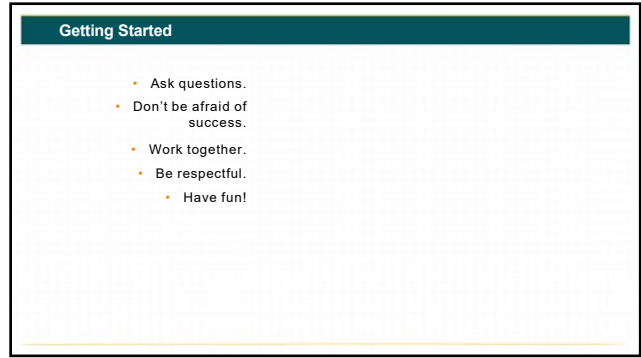 Getting Started
• Ask questions.
• Don't be afraid of
success.
• Work together.
• Be respectful.
• Have fun!